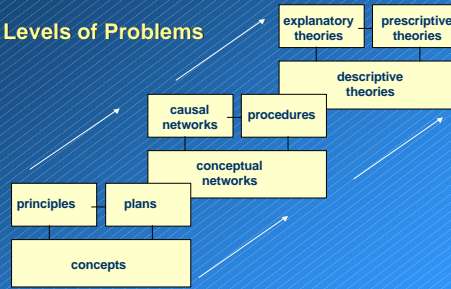 Levels of Problems
explanatory
theories
prescriptive
theories
descriptive
theories
causal
networks
procedures
conceptual
networks
principles
plans
concepts